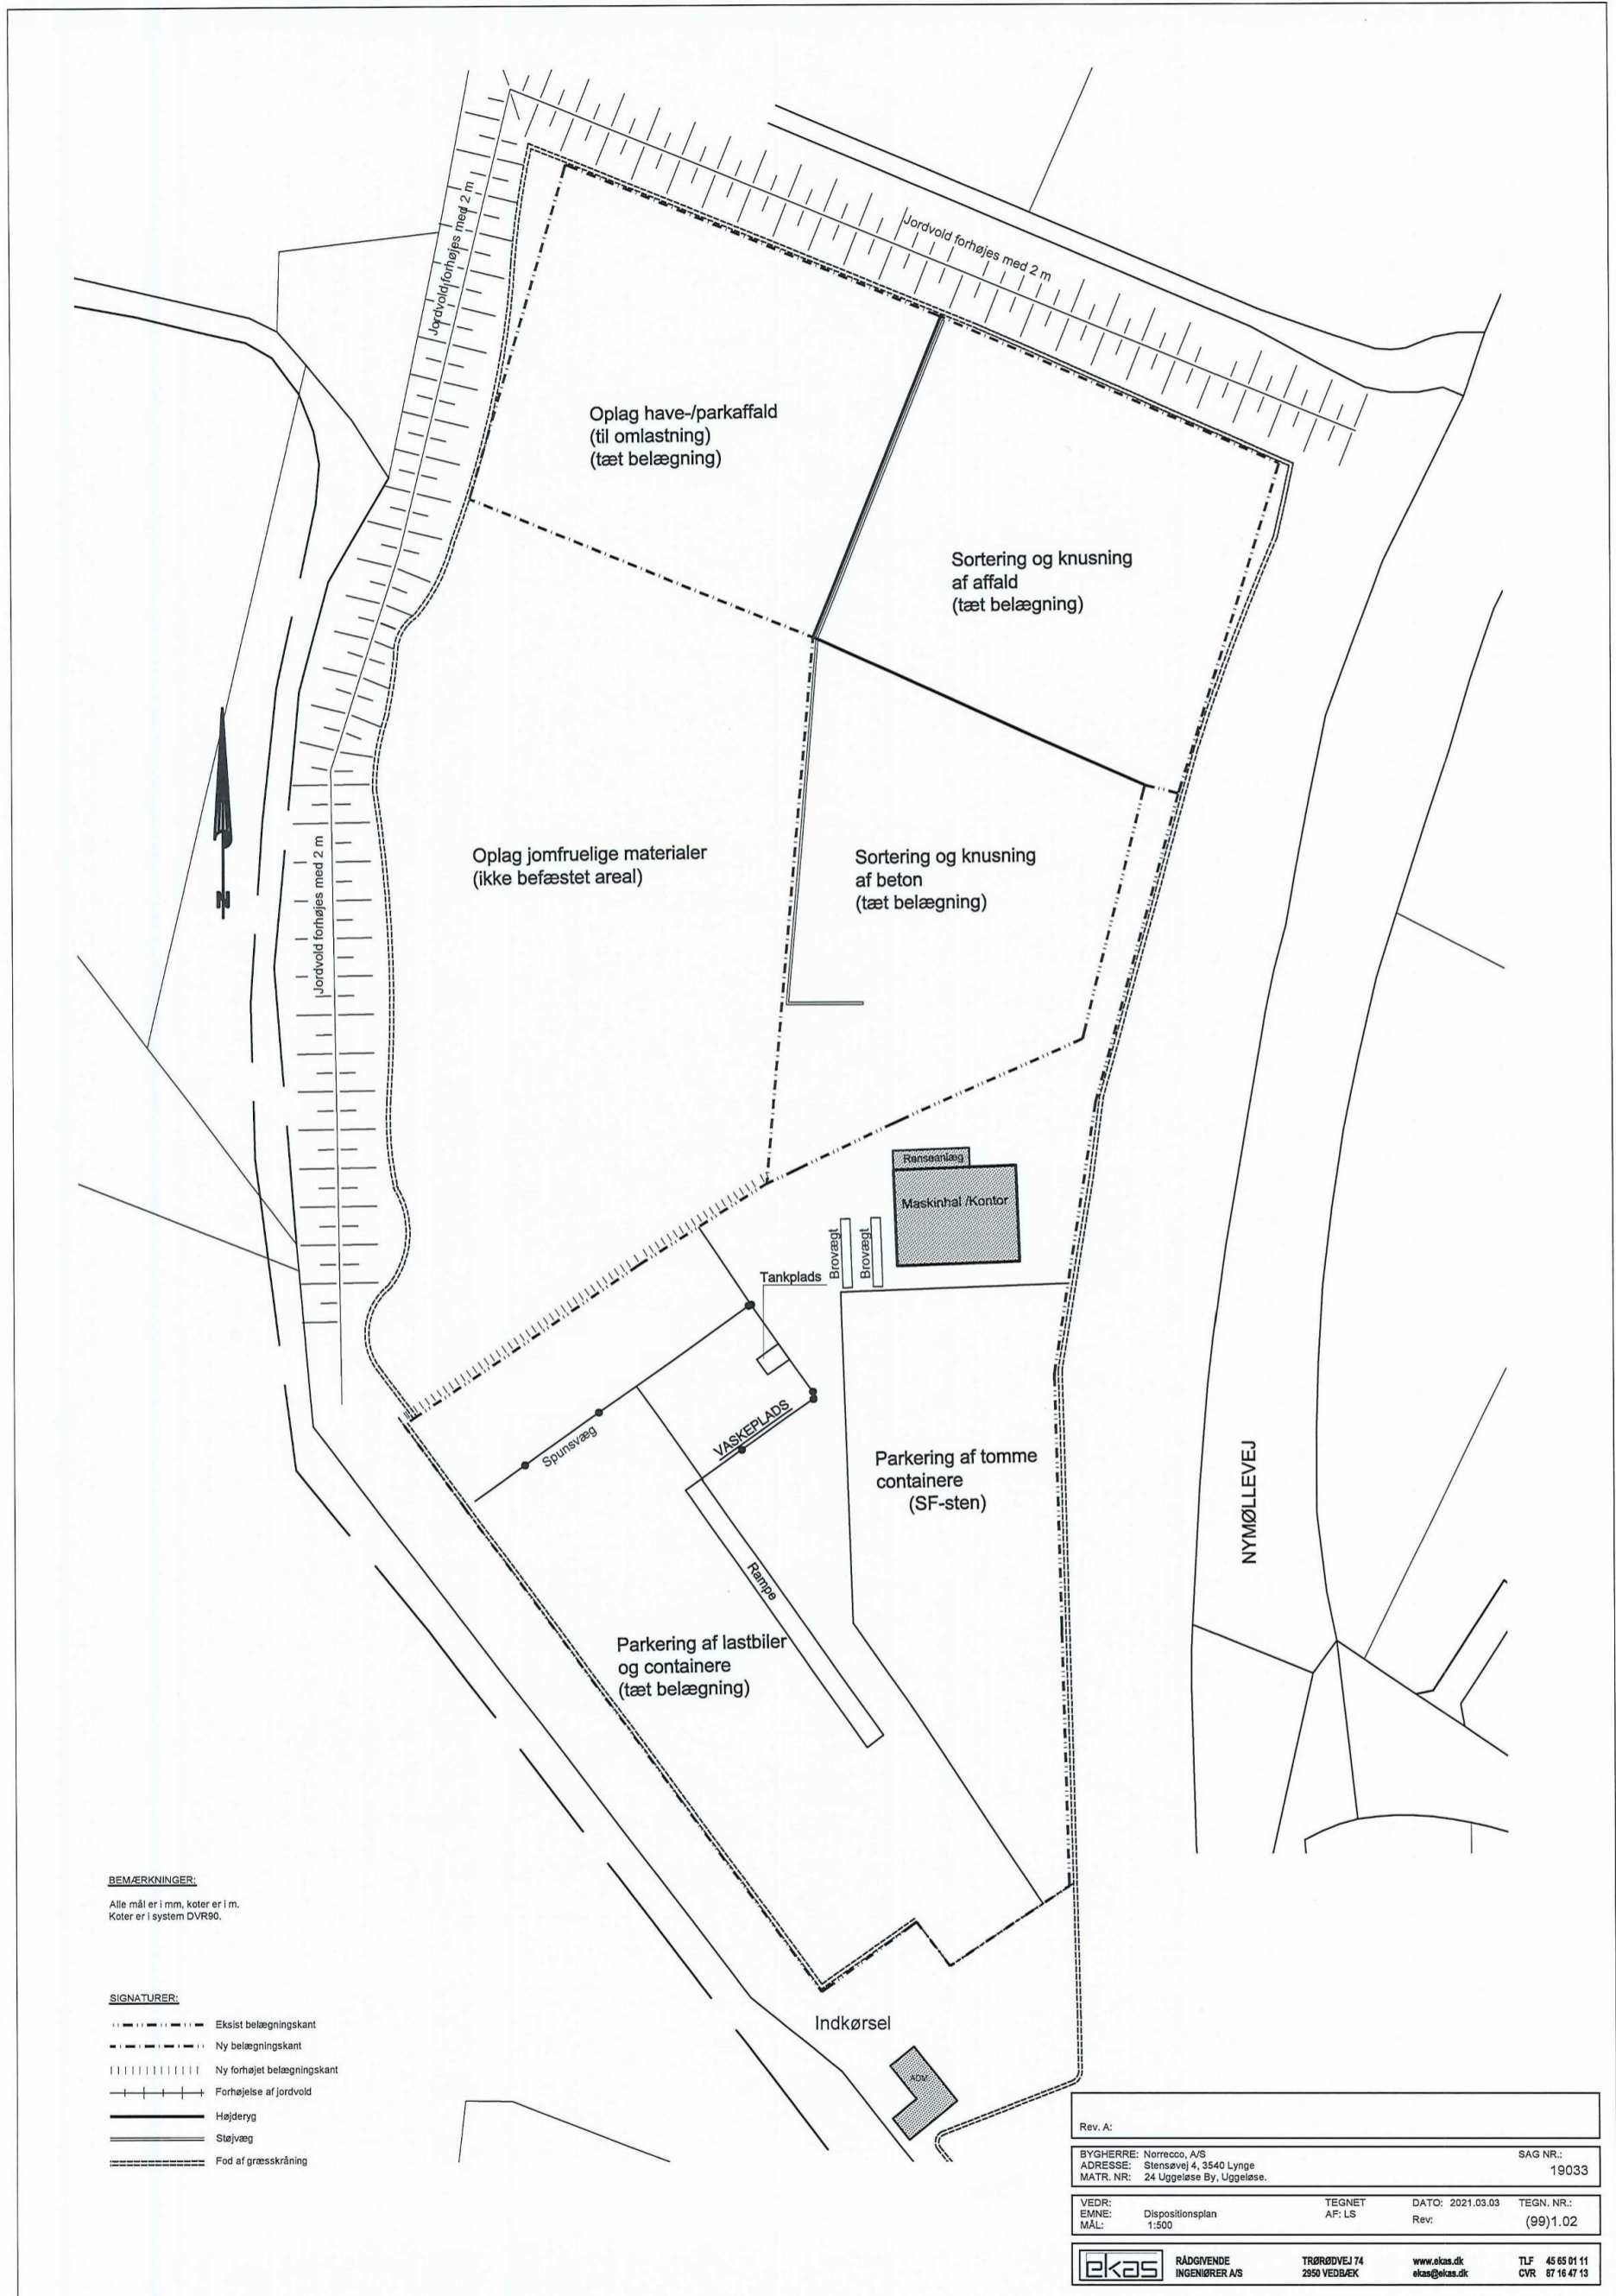 Jordvold forhøjes med 2 m
Jordvold forhøjes med 2 m
Oplag have-/parkaffald
(til omlastning)
(tæt belægning)
Sortering og knusning
af affald
(tæt belægning)
N
Jordvold forhøjes med 2 m
Oplag jomfruelige materialer
(ikke befæstet areal)
Sortering og knusning
af beton
(tæt belægning)
Renseanlæg
Maskinhal /Kontor
Brovægt
Brovægt
Tankplads
Spunsvæg
VASKEPLADS
Parkering af tomme
containere
(SF-sten)
NYMØLLEVEJ
Rampe
Parkering af lastbiler
og containere
(tæt belægning)
Indkørsel
ADM.
BEMÆRKNINGER:
Alle mål er i mm, koter er i m.
Koter er i system DVR90.
SIGNATURER:
Eksist belægningskant
Ny belægningskant
Ny forhøjet belægningskant
Forhøjelse af jordvold
Højderyg
Støjvæg
Fod af græsskråning
Rev. A:
BYGHERRE: Norrecco, A/S SAG NR.:
ADRESSE: Stensøvej 4, 3540 Lynge 19033
MATR. NR: 24 Uggeløse By, Uggeløse.
VEDR: TEGNET DATO: 2021.03.03 TEGN. NR.:
EMNE: Dispositionsplan AF: LS Rev: (99)1.02
MÅL: 1:500
ekas RÅDGIVENDE TRØRØDVEJ 74 www.ekas.dk TLF 45 65 01 11
INGENIØRER A/S 2950 VEDBÆK ekas@ekas.dk CVR 87 16 47 13